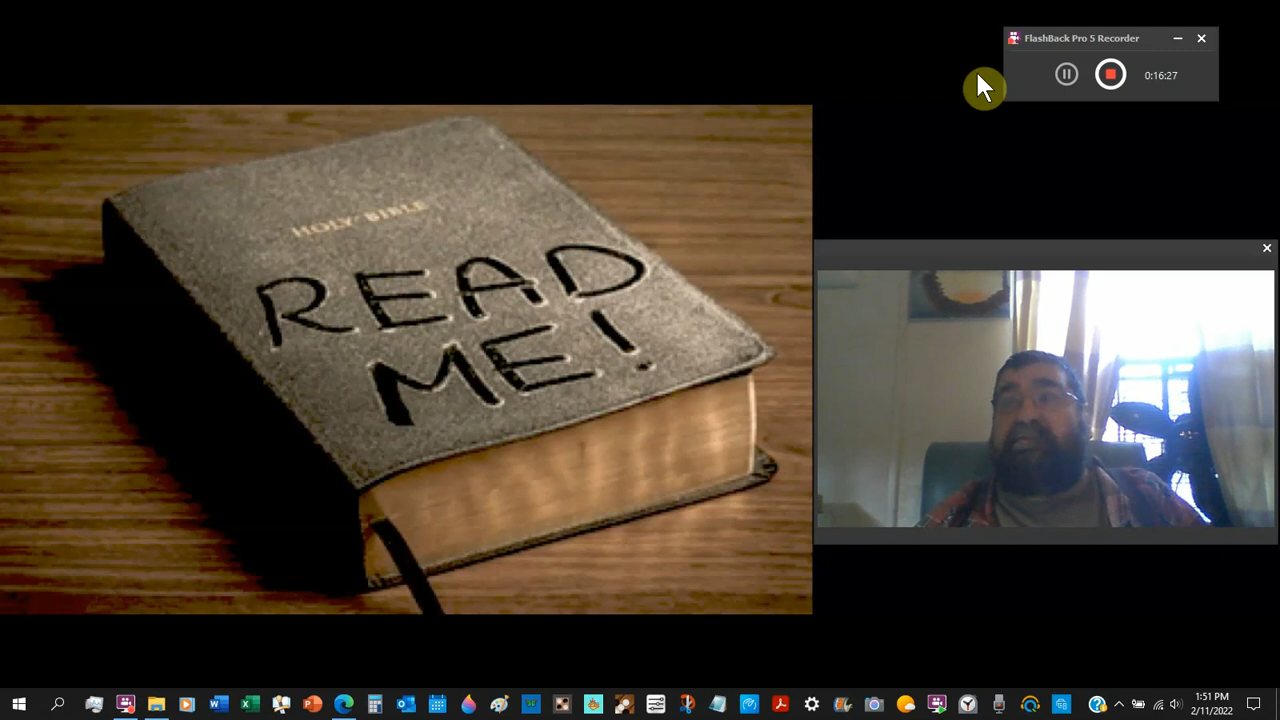 FlashBack Pro 5 Recorder
0:16:27
HOLY BIBLE
READ
ME!
1:51 PM
2/11/2022